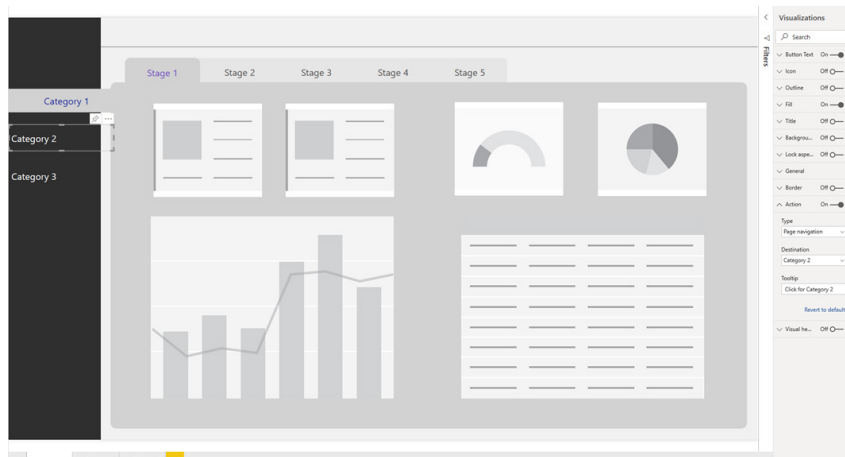 Stage 1
Stage 2
Stage 3
Stage 4
Stage 5
Category 1
Category 2
Category 3
Filters
Visualizations
Search
Button Text On
Icon Off
Outline Off
Fill On
Title Off
Backgrou... Off
Lock aspe... Off
General
Border Off
Action On
Type
Page navigation
Destination
Category 2
Tooltip
Click for Category 2
Revert to default
Visual he... Off